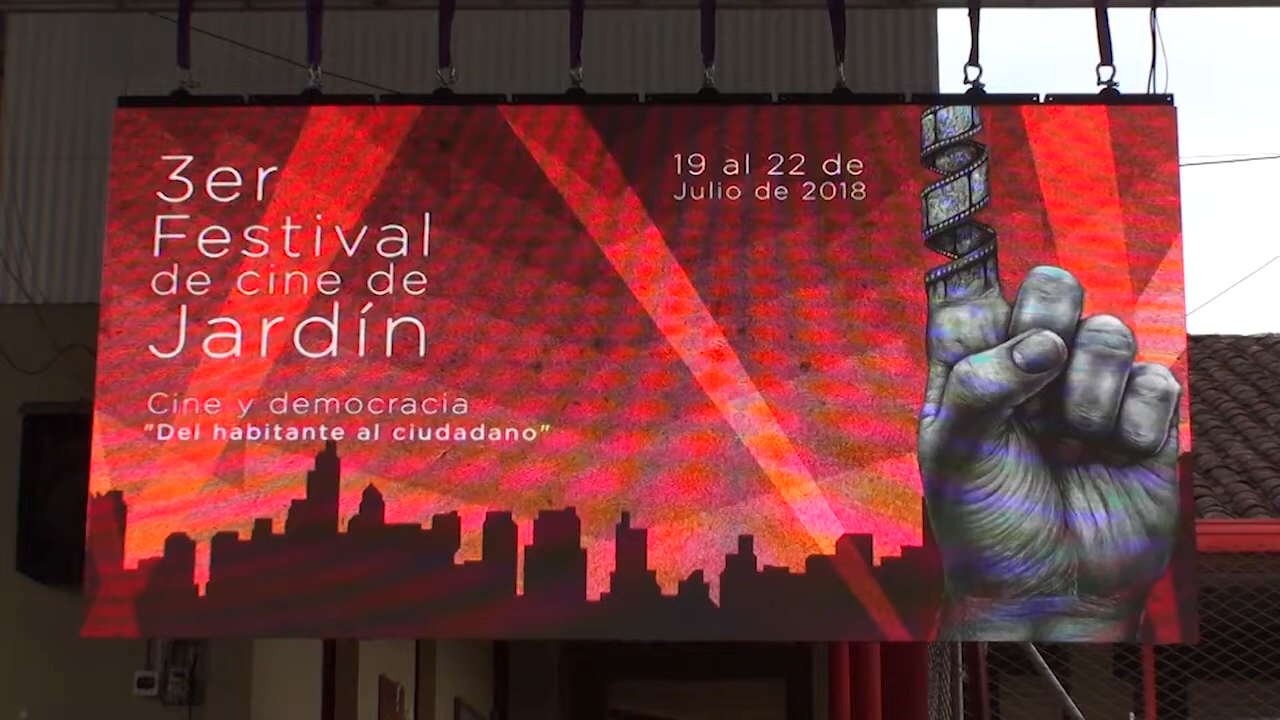 3er
Festival
de cine de
Jardín
Cine y democracia
"Del habitante al ciudadano"
19 al 22 de
Julio de 2018